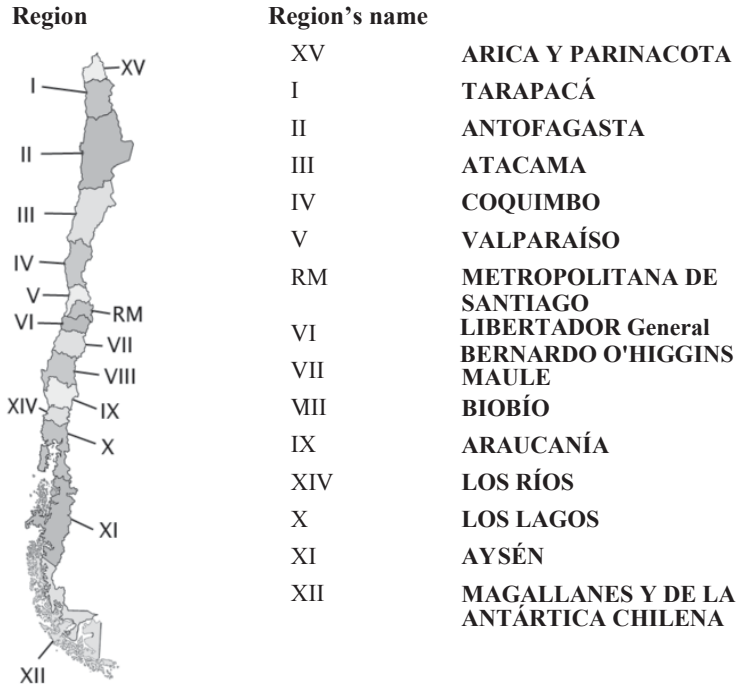 Region Region's name
XV ARICA Y PARINACOTA
I TARAPACÁ
II ANTOFAGASTA
III ATACAMA
IV COQUIMBO
V VALPARAÍSO
RM METROPOLITANA DE
SANTIAGO
VI LIBERTADOR General
BERNARDO O'HIGGINS
VII MAULE
VIII BIOBÍO
IX ARAUCANÍA
XIV LOS RÍOS
X LOS LAGOS
XI AYSÉN
XII MAGALLANES Y DE LA
ANTÁRTICA CHILENA
XV
I
II
III
IV
V
RM
VI
VII
VIII
XIV
IX
X
XI
XII